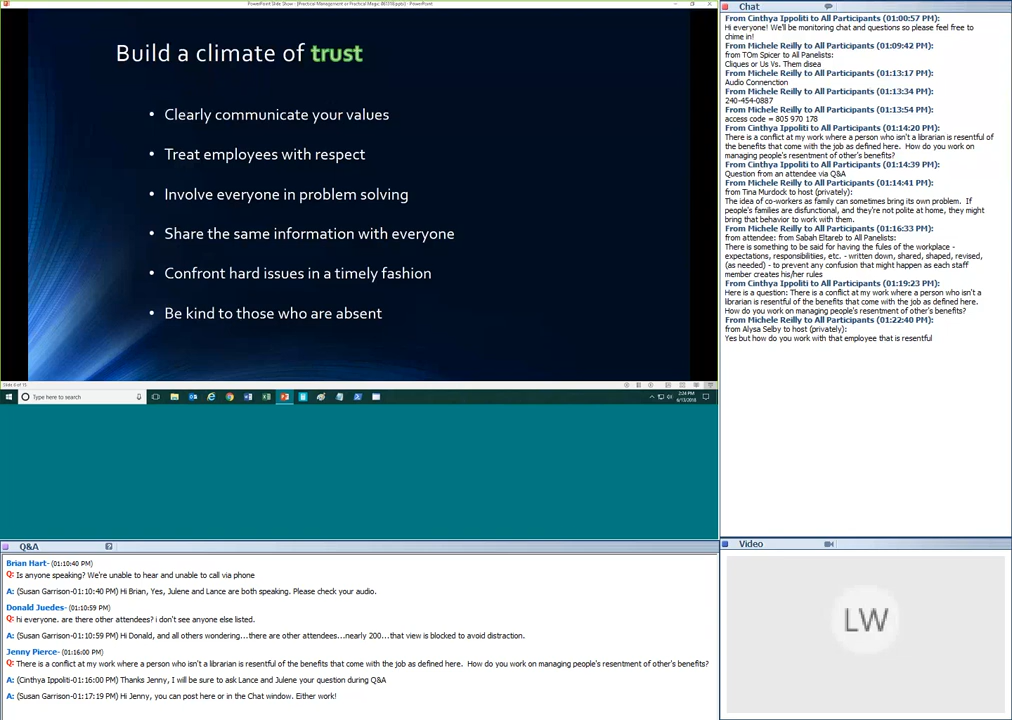 PowerPoint Slide Show - [Practical Management or Practical Magic_061318.pptx] - PowerPoint
Build a climate of trust
• Clearly communicate your values
• Treat employees with respect
• Involve everyone in problem solving
• Share the same information with everyone
• Confront hard issues in a timely fashion
• Be kind to those who are absent
Type here to search
2:24 PM
6/13/2018
Chat
From Cinthya Ippoliti to All Participants (01:00:57 PM):
Hi everyone! We'll be monitoring chat and questions so please feel free to
chime in!
From Michele Reilly to All Participants (01:09:42 PM):
from TOm Spicer to All Panelists:
Cliques or Us Vs. Them disea
From Michele Reilly to All Participants (01:13:17 PM):
Audio Connenction
From Michele Reilly to All Participants (01:13:34 PM):
240-454-0887
From Michele Reilly to All Participants (01:13:54 PM):
access code = 805 970 178
From Cinthya Ippoliti to All Participants (01:14:20 PM):
There is a conflict at my work where a person who isn't a librarian is resentful of
the benefits that come with the job as defined here. How do you work on
managing people's resentment of other's benefits?
From Cinthya Ippoliti to All Participants (01:14:39 PM):
Question from an attendee via Q&A
From Michele Reilly to All Participants (01:14:41 PM):
from Tina Murdock to host (privately):
The idea of co-workers as family can sometimes bring its own problem. If
people's families are disfunctional, and they're not polite at home, they might
bring that behavior to work with them.
From Michele Reilly to All Participants (01:16:33 PM):
from attendee: from Sabah Eltareb to All Panelists:
There is something to be said for having the fules of the workplace -
expectations, responsibilities, etc. - written down, shared, shaped, revised,
(as needed) - to prevent any confusion that might happen as each staff
member creates his/her rules
From Cinthya Ippoliti to All Participants (01:19:23 PM):
Here is a question: There is a conflict at my work where a person who isn't a
librarian is resentful of the benefits that come with the job as defined here.
How do you work on managing people's resentment of other's benefits?
From Michele Reilly to All Participants (01:22:40 PM):
from Alysa Selby to host (privately):
Yes but how do you work with that employee that is resentful
Q&A
Brian Hart- (01:10:40 PM)
Q: Is anyone speaking? We're unable to hear and unable to call via phone
A: (Susan Garrison-01:10:40 PM) Hi Brian, Yes, Julene and Lance are both speaking. Please check your audio.
Donald Juedes- (01:10:59 PM)
Q: hi everyone. are there other attendees? i don't see anyone else listed.
A: (Susan Garrison-01:10:59 PM) Hi Donald, and all others wondering...there are other attendees...nearly 200...that view is blocked to avoid distraction.
Jenny Pierce- (01:16:00 PM)
Q: There is a conflict at my work where a person who isn't a librarian is resentful of the benefits that come with the job as defined here. How do you work on managing people's resentment of other's benefits?
A: (Cinthya Ippoliti-01:16:00 PM) Thanks Jenny, I will be sure to ask Lance and Julene your question during Q&A
A: (Susan Garrison-01:17:19 PM) Hi Jenny, you can post here or in the Chat window. Either work!
Video
LW